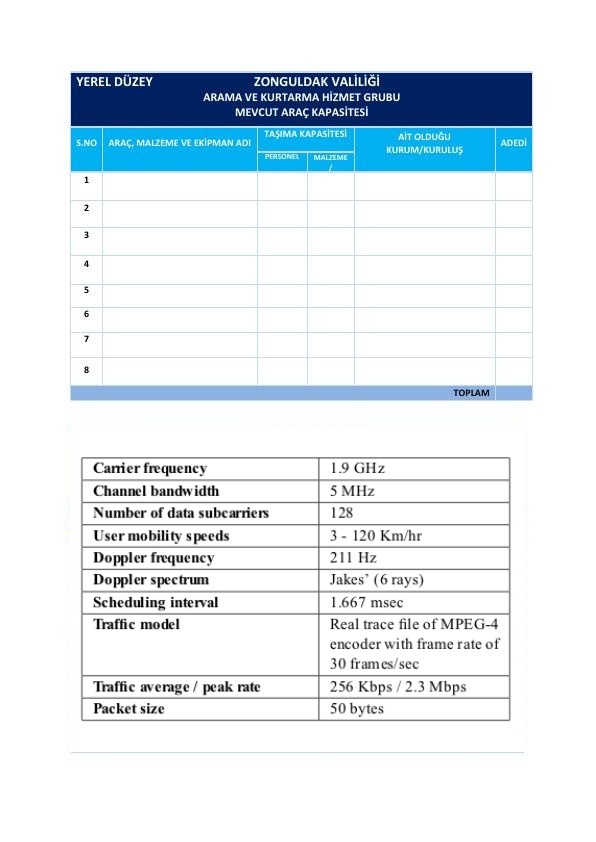 YEREL DÜZEY ZONGULDAK VALİLİĞİ
ARAMA VE KURTARMA HİZMET GRUBU
MEVCUT ARAÇ KAPASİTESİ
S.NO ARAÇ, MALZEME VE EKİPMAN ADI TAŞIMA KAPASİTESİ AİT OLDUĞU KURUM/KURULUŞ ADEDİ
PERSONEL MALZEME /
1
2
3
4
5
6
7
8
TOPLAM
Carrier frequency 1.9 GHz
Channel bandwidth 5 MHz
Number of data subcarriers 128
User mobility speeds 3 - 120 Km/hr
Doppler frequency 211 Hz
Doppler spectrum Jakes' (6 rays)
Scheduling interval 1.667 msec
Traffic model Real trace file of MPEG-4
encoder with frame rate of
30 frames/sec
Traffic average / peak rate 256 Kbps / 2.3 Mbps
Packet size 50 bytes